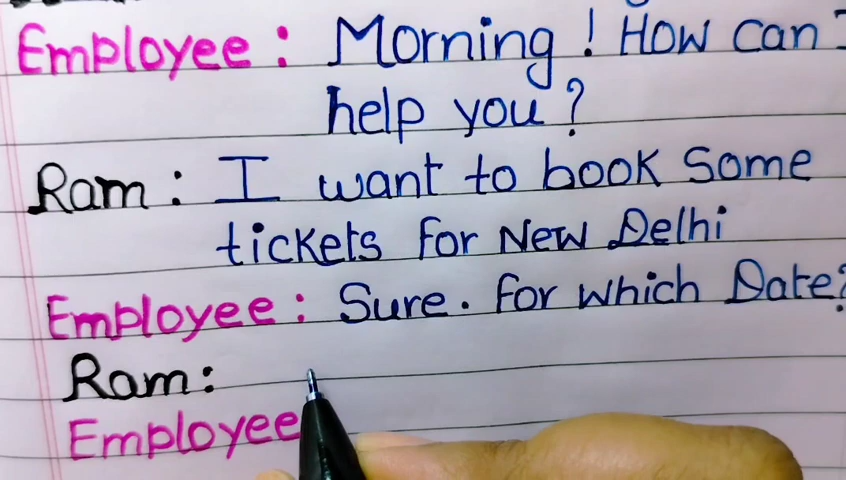 Employee: Morning! How can I
help you?
Ram: I want to book some
tickets for New Delhi
Employee: Sure. For which Date?
Ram:
Employee